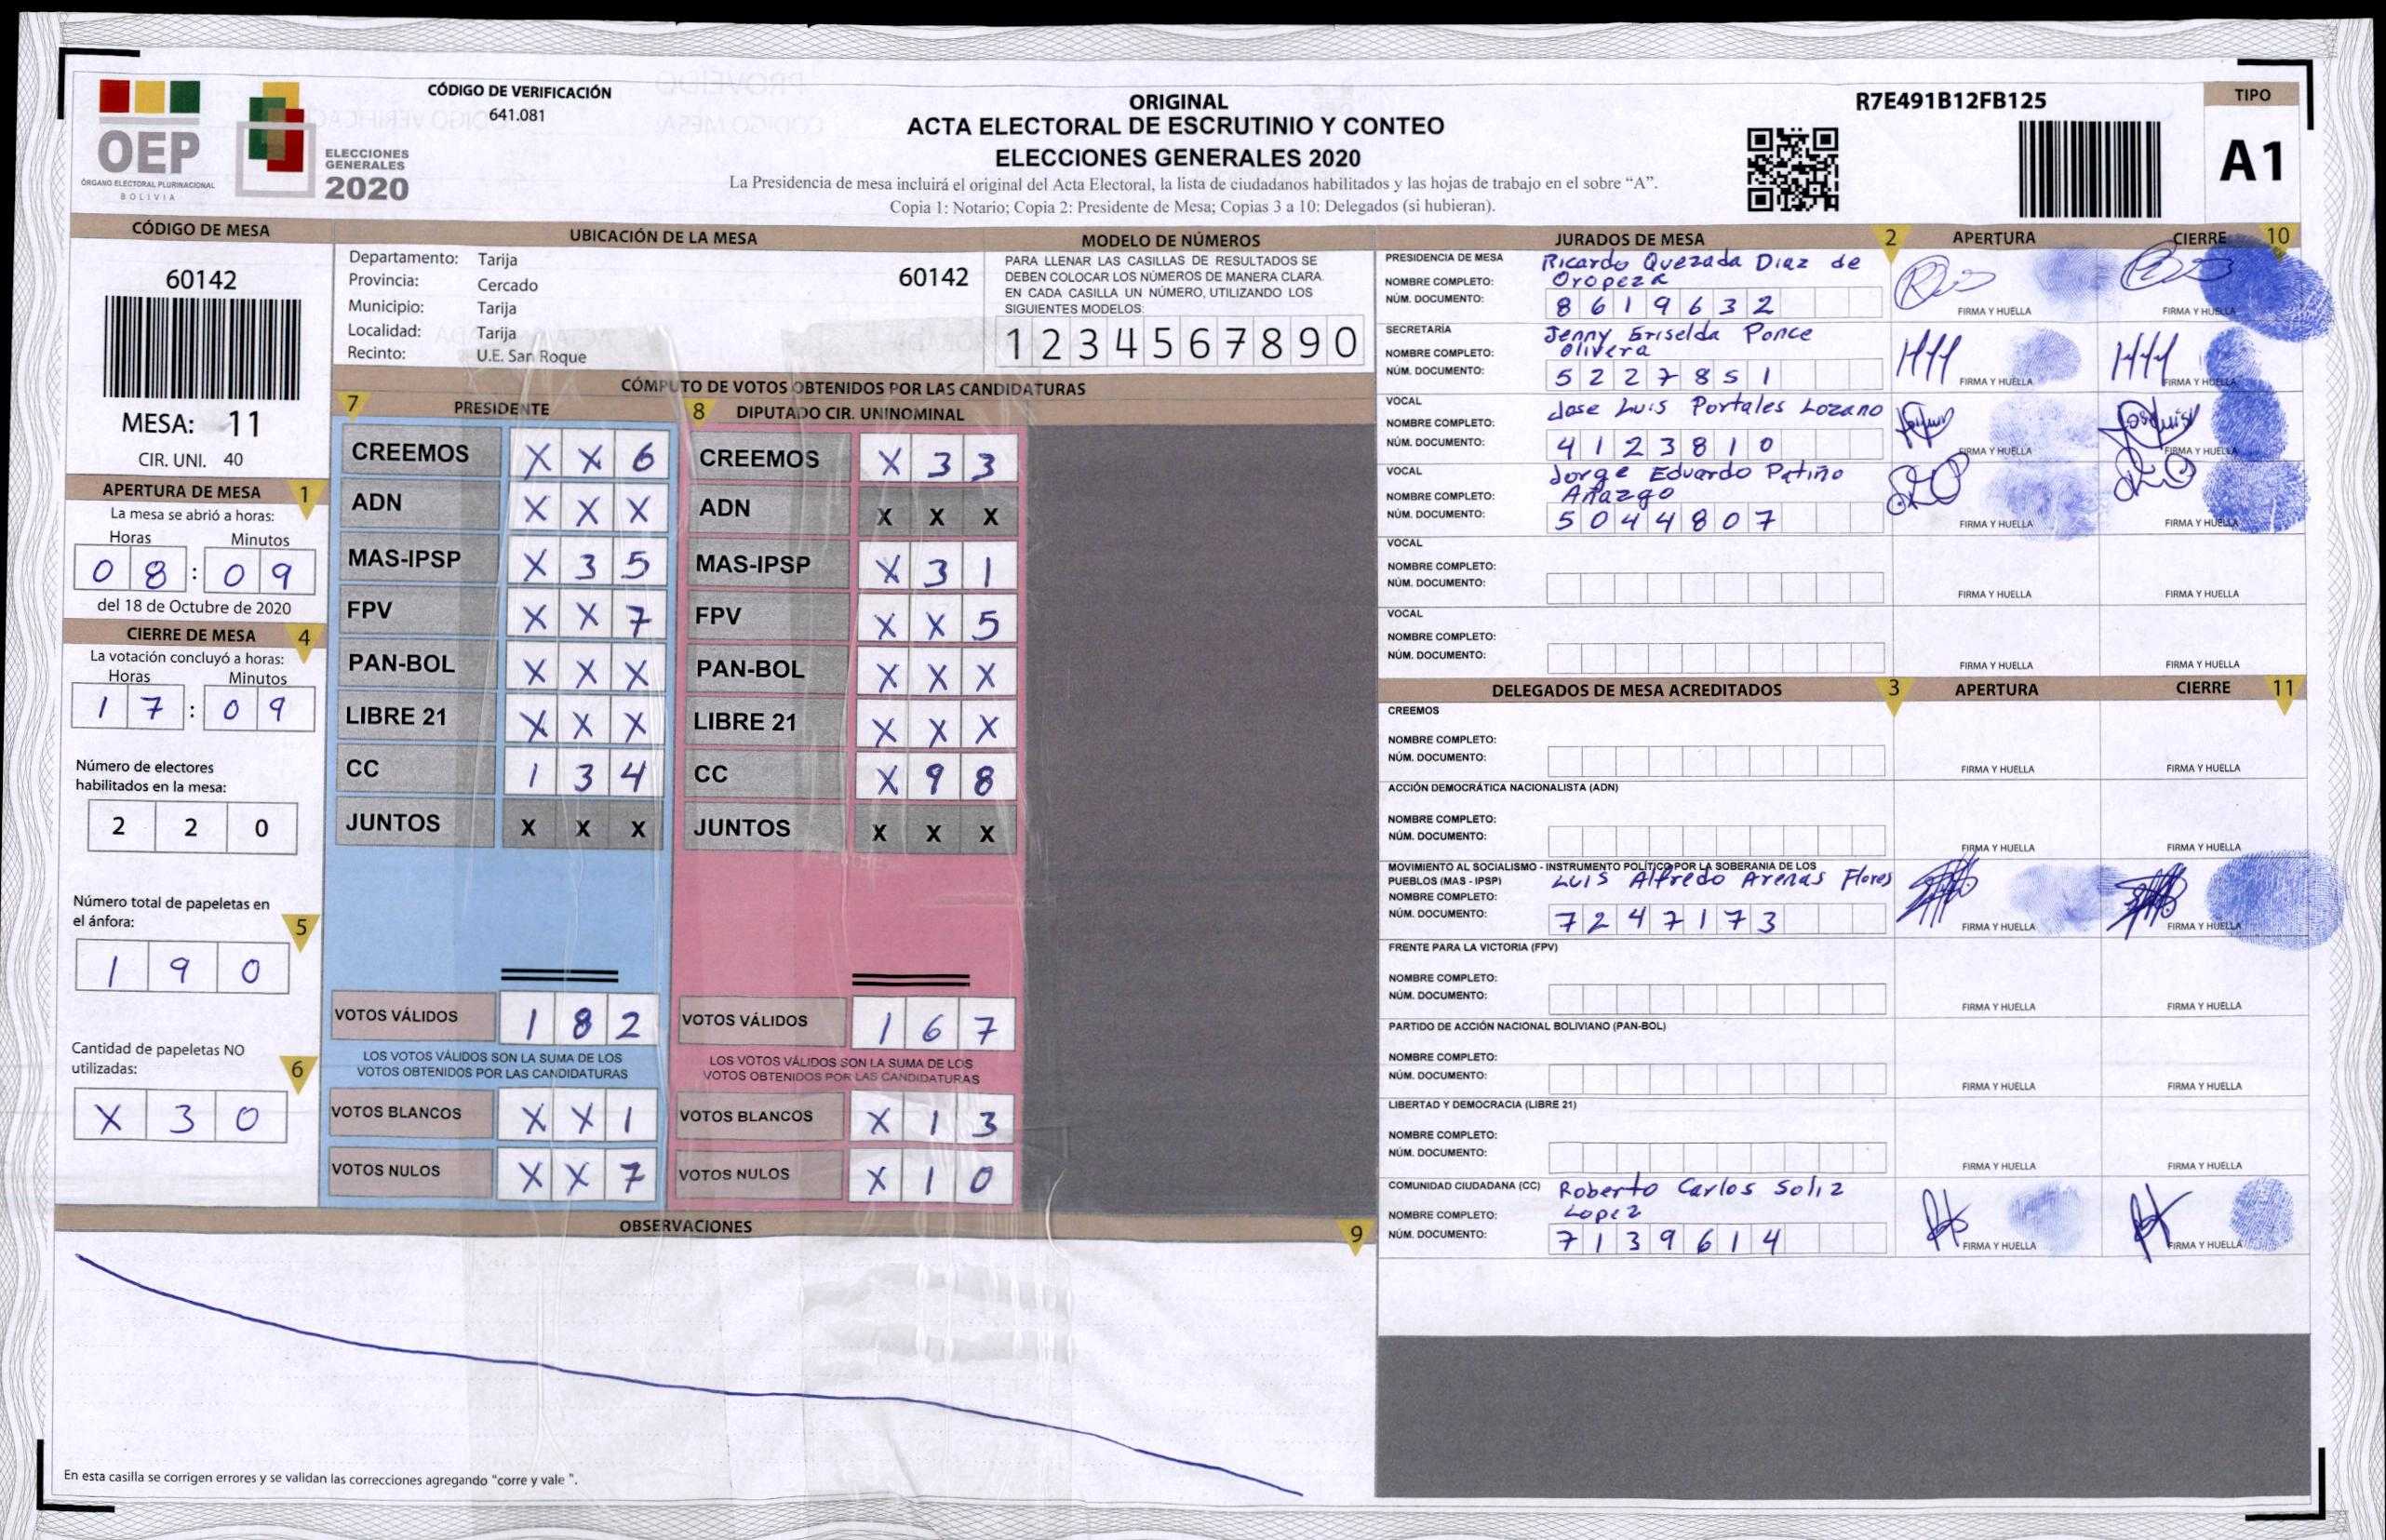 CÓDIGO DE VERIFICACIÓN
641.081
OEP
ÓRGANO ELECTORAL PLURINACIONAL
BOLIVIA
ELECCIONES
GENERALES
2020
ORIGINAL
ACTA ELECTORAL DE ESCRUTINIO Y CONTEO
ELECCIONES GENERALES 2020
La Presidencia de mesa incluirá el original del Acta Electoral, la lista de ciudadanos habilitados y las hojas de trabajo en el sobre “A”.
Copia 1: Notario; Copia 2: Presidente de Mesa; Copias 3 a 10: Delegados (si hubieran).
R7E491B12FB125
TIPO
A1
CÓDIGO DE MESA
60142
MESA: 11
CIR. UNI. 40
APERTURA DE MESA 1
La mesa se abrió a horas:
Horas Minutos
08:09
del 18 de Octubre de 2020
CIERRE DE MESA 4
La votación concluyó a horas:
Horas Minutos
17:09
Número de electores
habilitados en la mesa:
2 2 0
Número total de papeletas en
el ánfora: 5
1 9 0
Cantidad de papeletas NO
utilizadas: 6
X 3 0
UBICACIÓN DE LA MESA
Departamento: Tarija
Provincia: Cercado
60142
Municipio: Tarija
Localidad: Tarija
Recinto: U.E. San Roque
MODELO DE NÚMEROS
PARA LLENAR LAS CASILLAS DE RESULTADOS SE
DEBEN COLOCAR LOS NÚMEROS DE MANERA CLARA.
EN CADA CASILLA UN NÚMERO, UTILIZANDO LOS
SIGUIENTES MODELOS:
1 2 3 4 5 6 7 8 9 0
CÓMPUTO DE VOTOS OBTENIDOS POR LAS CANDIDATURAS
7 PRESIDENTE
CREEMOS X X 6
ADN X X X
MAS-IPSP X 3 5
FPV X X 7
PAN-BOL X X X
LIBRE 21 X X X
CC 1 3 4
JUNTOS X X X
VOTOS VÁLIDOS 1 8 2
LOS VOTOS VÁLIDOS SON LA SUMA DE LOS
VOTOS OBTENIDOS POR LAS CANDIDATURAS
VOTOS BLANCOS X X 1
VOTOS NULOS X X 7
8 DIPUTADO CIR. UNINOMINAL
CREEMOS X 3 3
ADN X X X
MAS-IPSP X 3 1
FPV X X 5
PAN-BOL X X X
LIBRE 21 X X X
CC X 9 8
JUNTOS X X X
VOTOS VÁLIDOS 1 6 7
LOS VOTOS VÁLIDOS SON LA SUMA DE LOS
VOTOS OBTENIDOS POR LAS CANDIDATURAS
VOTOS BLANCOS X 1 3
VOTOS NULOS X 1 0
OBSERVACIONES 9
En esta casilla se corrigen errores y se validan las correcciones agregando "corre y vale ".
JURADOS DE MESA 2 APERTURA CIERRE 10
PRESIDENCIA DE MESA Ricardo Quezada Diaz de
NOMBRE COMPLETO: Oropeza
NÚM. DOCUMENTO: 8619632
FIRMA Y HUELLA FIRMA Y HUELLA
SECRETARÍA Jenny Griselda Ponce
NOMBRE COMPLETO: Olivera
NÚM. DOCUMENTO: 5227851
FIRMA Y HUELLA FIRMA Y HUELLA
VOCAL Jose Luis Portales Lozano
NOMBRE COMPLETO:
NÚM. DOCUMENTO: 4123810
FIRMA Y HUELLA FIRMA Y HUELLA
VOCAL Jorge Eduardo Patiño
NOMBRE COMPLETO: Añazgo
NÚM. DOCUMENTO: 5044807
FIRMA Y HUELLA FIRMA Y HUELLA
VOCAL
NOMBRE COMPLETO:
NÚM. DOCUMENTO:
FIRMA Y HUELLA FIRMA Y HUELLA
VOCAL
NOMBRE COMPLETO:
NÚM. DOCUMENTO:
FIRMA Y HUELLA FIRMA Y HUELLA
DELEGADOS DE MESA ACREDITADOS 3 APERTURA CIERRE 11
CREEMOS
NOMBRE COMPLETO:
NÚM. DOCUMENTO:
FIRMA Y HUELLA FIRMA Y HUELLA
ACCIÓN DEMOCRÁTICA NACIONALISTA (ADN)
NOMBRE COMPLETO:
NÚM. DOCUMENTO:
FIRMA Y HUELLA FIRMA Y HUELLA
MOVIMIENTO AL SOCIALISMO - INSTRUMENTO POLÍTICO POR LA SOBERANIA DE LOS
PUEBLOS (MAS - IPSP) Luis Alfredo Arenas Flores
NOMBRE COMPLETO:
NÚM. DOCUMENTO: 7247173
FIRMA Y HUELLA FIRMA Y HUELLA
FRENTE PARA LA VICTORIA (FPV)
NOMBRE COMPLETO:
NÚM. DOCUMENTO:
FIRMA Y HUELLA FIRMA Y HUELLA
PARTIDO DE ACCIÓN NACIONAL BOLIVIANO (PAN-BOL)
NOMBRE COMPLETO:
NÚM. DOCUMENTO:
FIRMA Y HUELLA FIRMA Y HUELLA
LIBERTAD Y DEMOCRACIA (LIBRE 21)
NOMBRE COMPLETO:
NÚM. DOCUMENTO:
FIRMA Y HUELLA FIRMA Y HUELLA
COMUNIDAD CIUDADANA (CC) Roberto Carlos Soliz
NOMBRE COMPLETO: Lopez
NÚM. DOCUMENTO: 7139614
FIRMA Y HUELLA FIRMA Y HUELLA